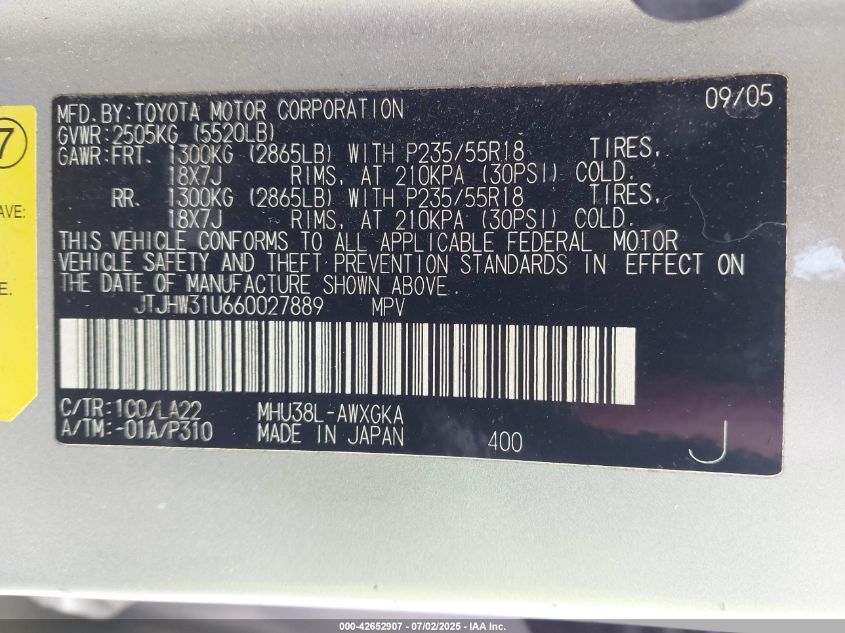 09/05
MFD. BY: TOYOTA MOTOR CORPORATION
GVWR: 2505KG (5520LB)
GAWR: FRT. 1300KG (2865LB) WITH P235/55R18 TIRES,
18X7J RIMS, AT 210KPA (30PSI) COLD.
RR. 1300KG (2865LB) WITH P235/55R18 TIRES,
18X7J RIMS, AT 210KPA (30PSI) COLD.
THIS VEHICLE CONFORMS TO ALL APPLICABLE FEDERAL MOTOR
VEHICLE SAFETY AND THEFT PREVENTION STANDARDS IN EFFECT ON
THE DATE OF MANUFACTURE SHOWN ABOVE.
JTJHW31U660027889 MPV
C/TR: 1C0/LA22 MHU38L-AWXGKA
A/TM: -01A/P310 MADE IN JAPAN 400 J
7
AVE:
E.
000-42652907 - 07/02/2025 - IAA Inc.